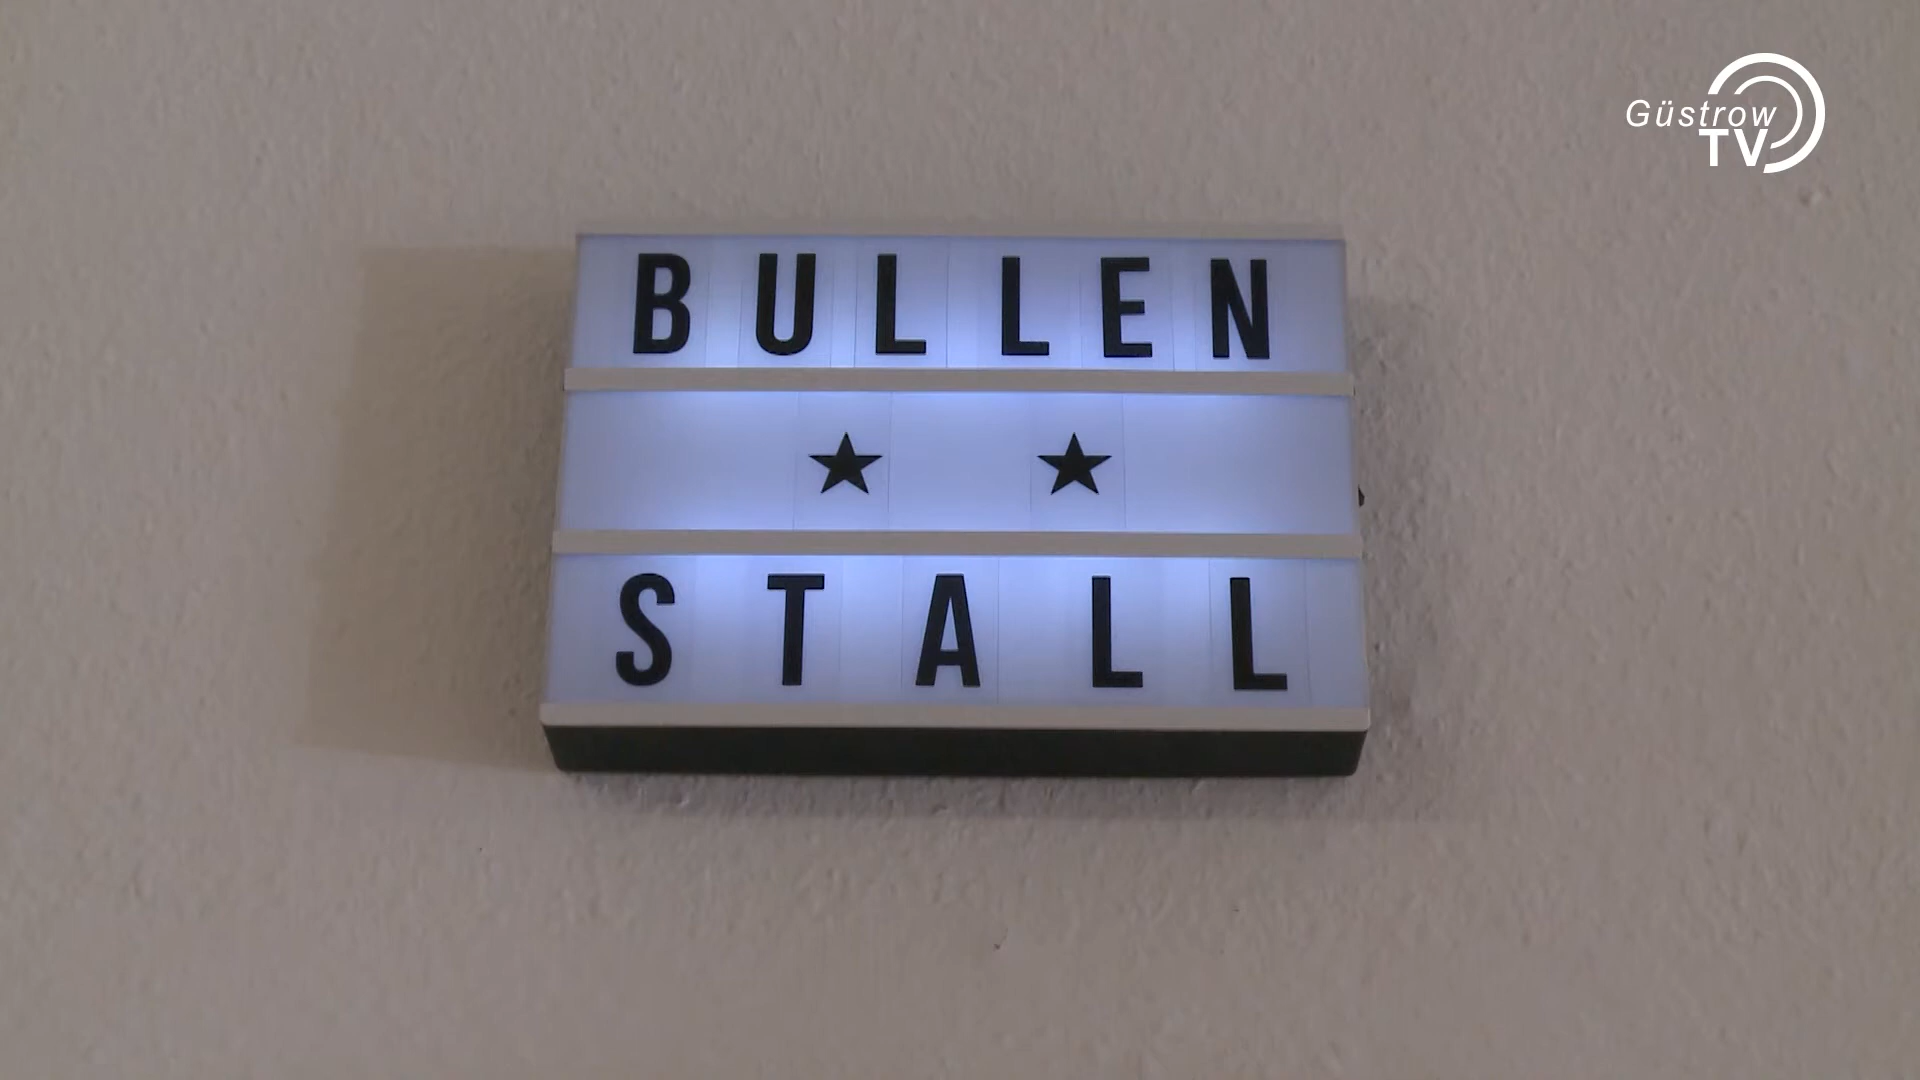 Güstrow
TV
BULLEN
★ ★
STALL